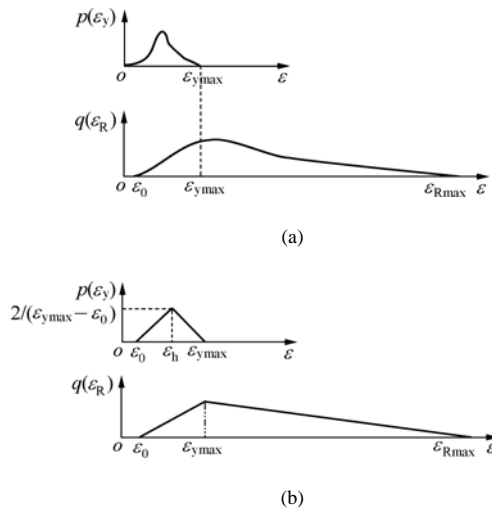 p(εy)
o εymax ε
q(εR)
o ε0 εymax εRmax ε
(a)
p(εy)
2/(εymax−ε0)
o ε0 εh εymax ε
q(εR)
o ε0 εymax εRmax ε
(b)